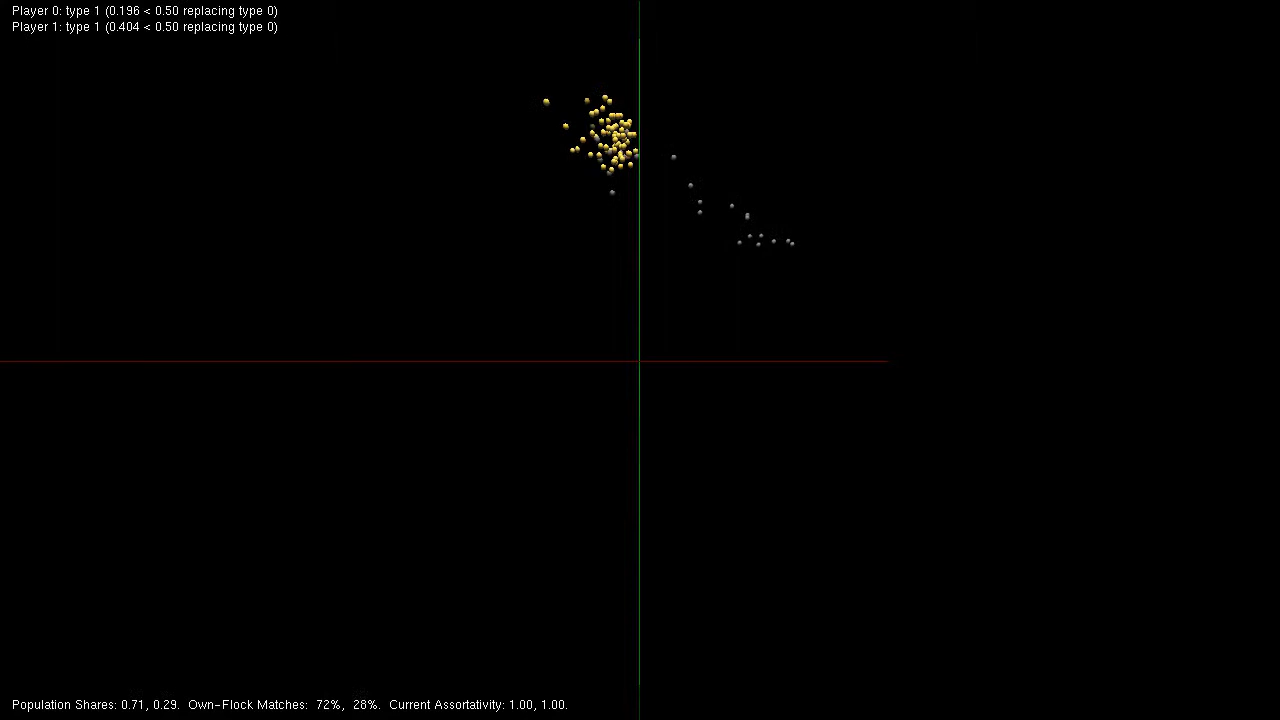 Player 0: type 1 (0.196 < 0.50 replacing type 0)
Player 1: type 1 (0.404 < 0.50 replacing type 0)
Population Shares: 0.71, 0.29.  Own-Flock Matches:  72%,  28%.  Current Assortativity: 1.00, 1.00.